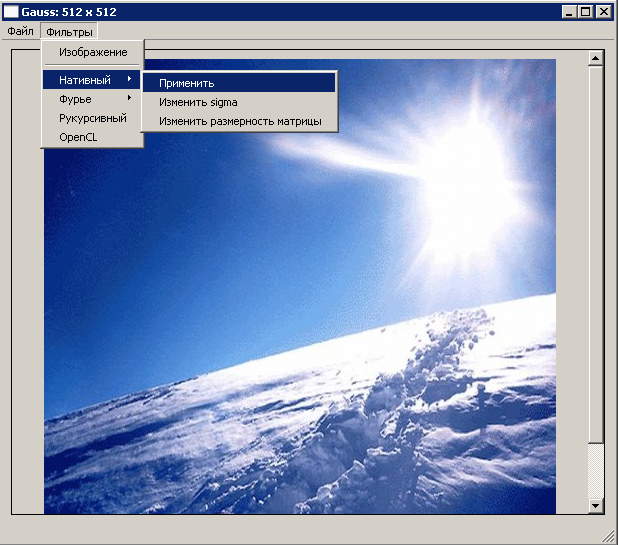 Gauss: 512 x 512
Файл Фильтры
Изображение
Нативный
Применить
Фурье
Изменить sigma
Рукурсивный
Изменить размерность матрицы
OpenCL